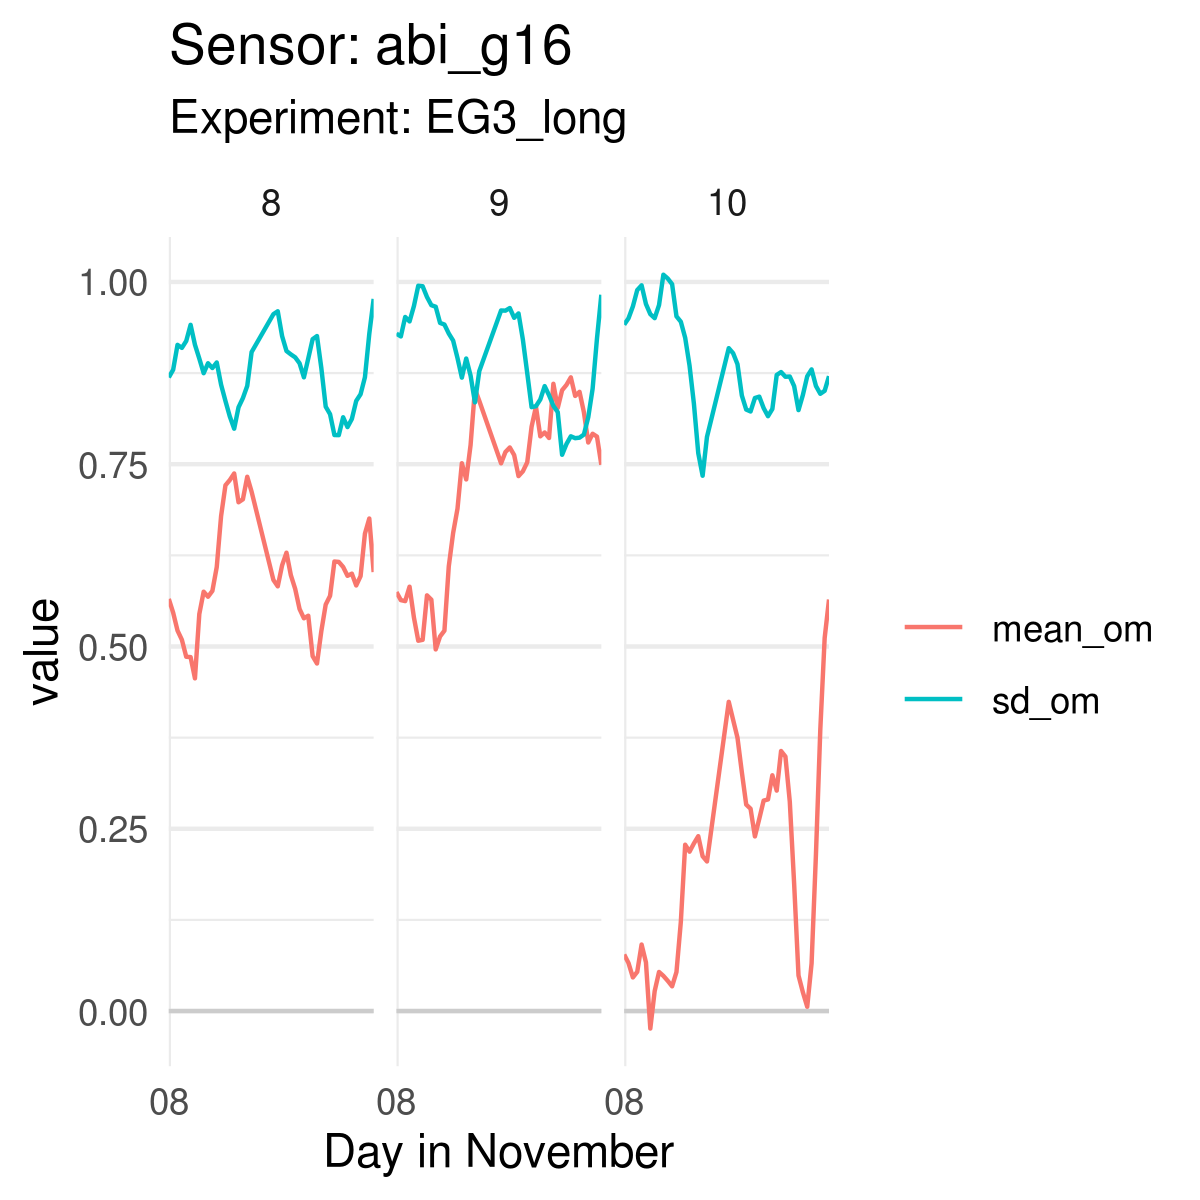 Sensor: abi_g16
Experiment: EG3_long
8 9 10
1.00
0.75
0.50
0.25
0.00
value
08 08 08
Day in November
mean_om
sd_om